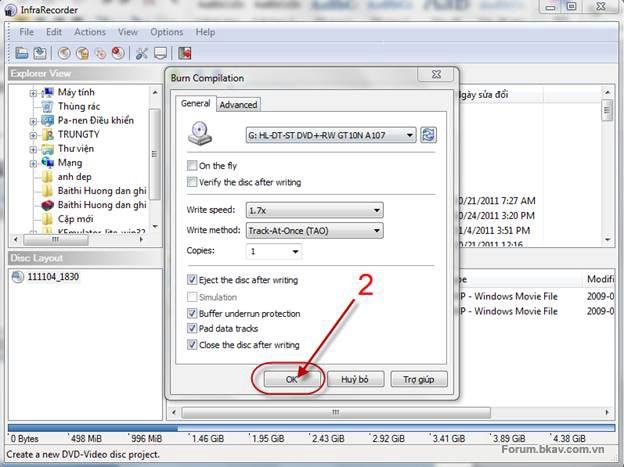 InfraRecorder
File Edit Actions View Options Help
Explorer View
Máy tính
Thùng rác
Pa-nen Điều khiển
TRUNGTY
Thư viện
Mạng
anh dep
Baithi Huong dan ghi
Baithi Huong dan ghi
Cặp mới
KEmulator-lite-win32
Disc Layout
111104_1830
Burn Compilation
General Advanced
G: HL-DT-ST DVD+-RW GT10N A107
On the fly
Verify the disc after writing
Write speed: 1.7x
Write method: Track-At-Once (TAO)
Copies: 1
Eject the disc after writing
Simulation
Buffer underrun protection
Pad data tracks
Close the disc after writing
2
OK Huỷ bỏ Trợ giúp
sửa đổi
0/21/2011 7:27 AM
0/24/2011 3:20 PM
1/4/2011 3:51 PM
0/21/2011 12:16
Modifi
P - Windows Movie File 2009-0
P - Windows Movie File 2009-0
0 Bytes 498 MiB 996 MiB 1.46 GiB 1.95 GiB 2.43 GiB 2.92 GiB 3.41 GiB 3.89 GiB 4.38 GiB
Create a new DVD-Video disc project.
Forum.bkav.com.vn